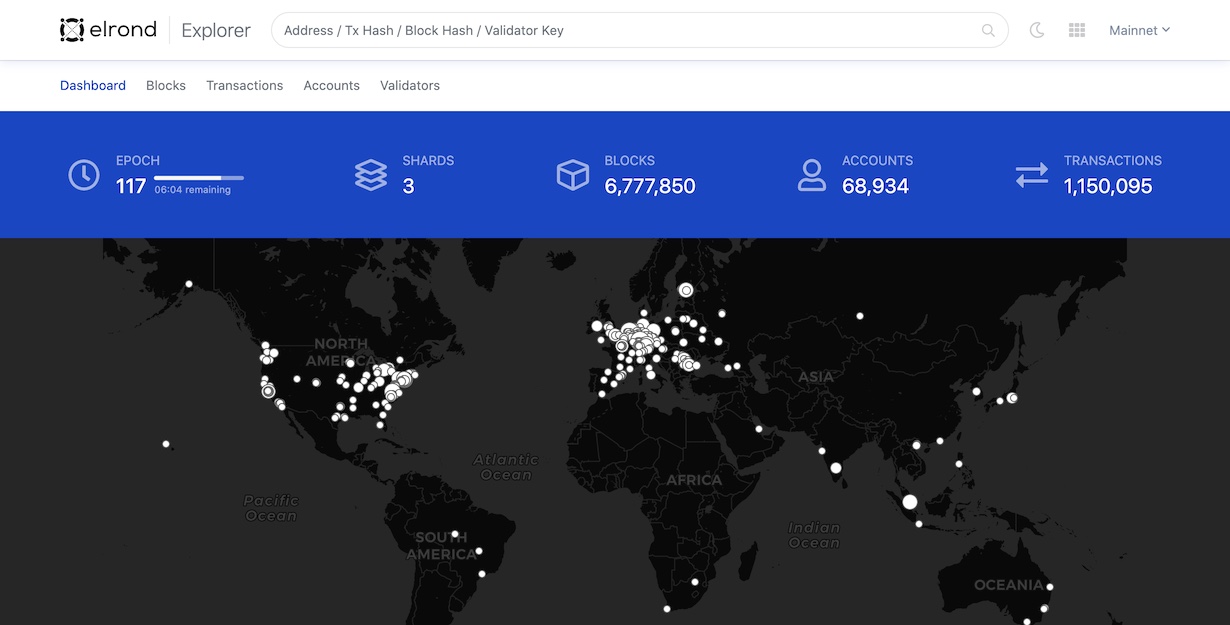 elrond
Explorer
Address / Tx Hash / Block Hash / Validator Key
Mainnet
Dashboard
Blocks
Transactions
Accounts
Validators
EPOCH
117
06:04 remaining
SHARDS
3
BLOCKS
6,777,850
ACCOUNTS
68,934
TRANSACTIONS
1,150,095
NORTH
AMERICA
ASIA
Atlantic
Ocean
AFRICA
Pacific
Ocean
Indian
Ocean
SOUTH
AMERICA
OCEANIA